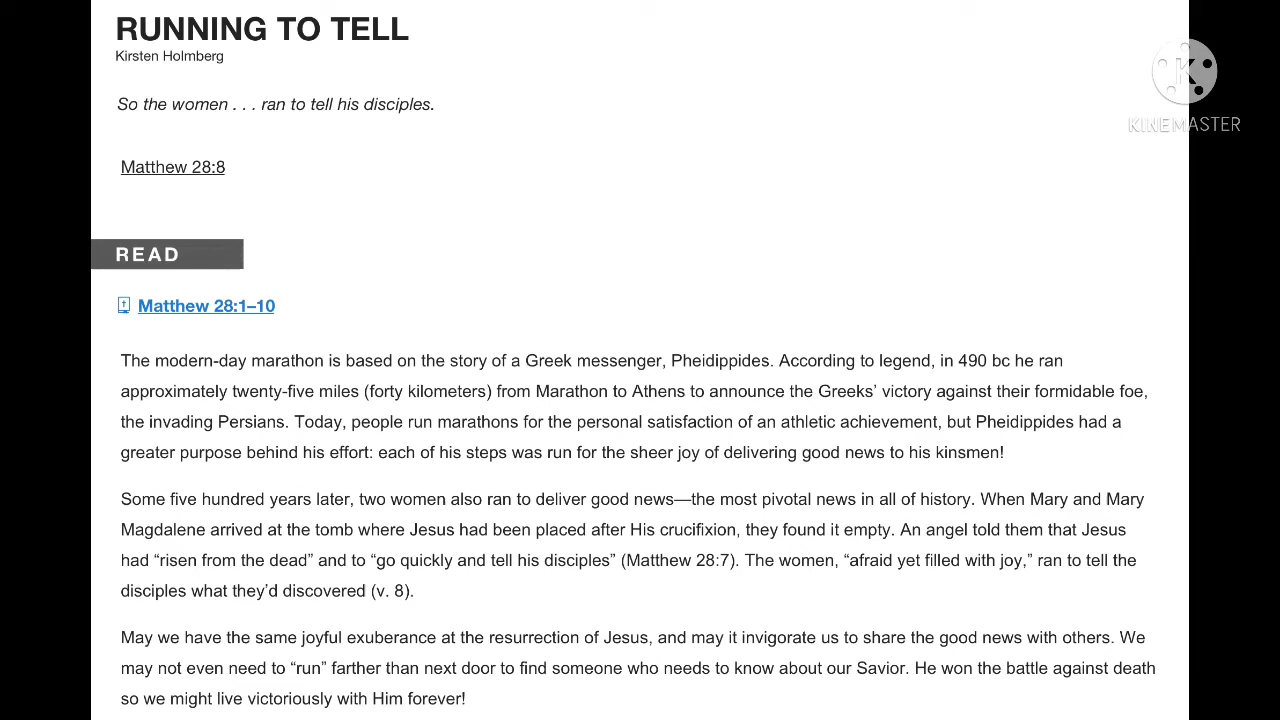 RUNNING TO TELL
Kirsten Holmberg
So the women . . . ran to tell his disciples.
Matthew 28:8
READ
Matthew 28:1–10
The modern-day marathon is based on the story of a Greek messenger, Pheidippides. According to legend, in 490 bc he ran
approximately twenty-five miles (forty kilometers) from Marathon to Athens to announce the Greeks’ victory against their formidable foe,
the invading Persians. Today, people run marathons for the personal satisfaction of an athletic achievement, but Pheidippides had a
greater purpose behind his effort: each of his steps was run for the sheer joy of delivering good news to his kinsmen!
Some five hundred years later, two women also ran to deliver good news—the most pivotal news in all of history. When Mary and Mary
Magdalene arrived at the tomb where Jesus had been placed after His crucifixion, they found it empty. An angel told them that Jesus
had “risen from the dead” and to “go quickly and tell his disciples” (Matthew 28:7). The women, “afraid yet filled with joy,” ran to tell the
disciples what they’d discovered (v. 8).
May we have the same joyful exuberance at the resurrection of Jesus, and may it invigorate us to share the good news with others. We
may not even need to “run” farther than next door to find someone who needs to know about our Savior. He won the battle against death
so we might live victoriously with Him forever!
K
KINEMASTER